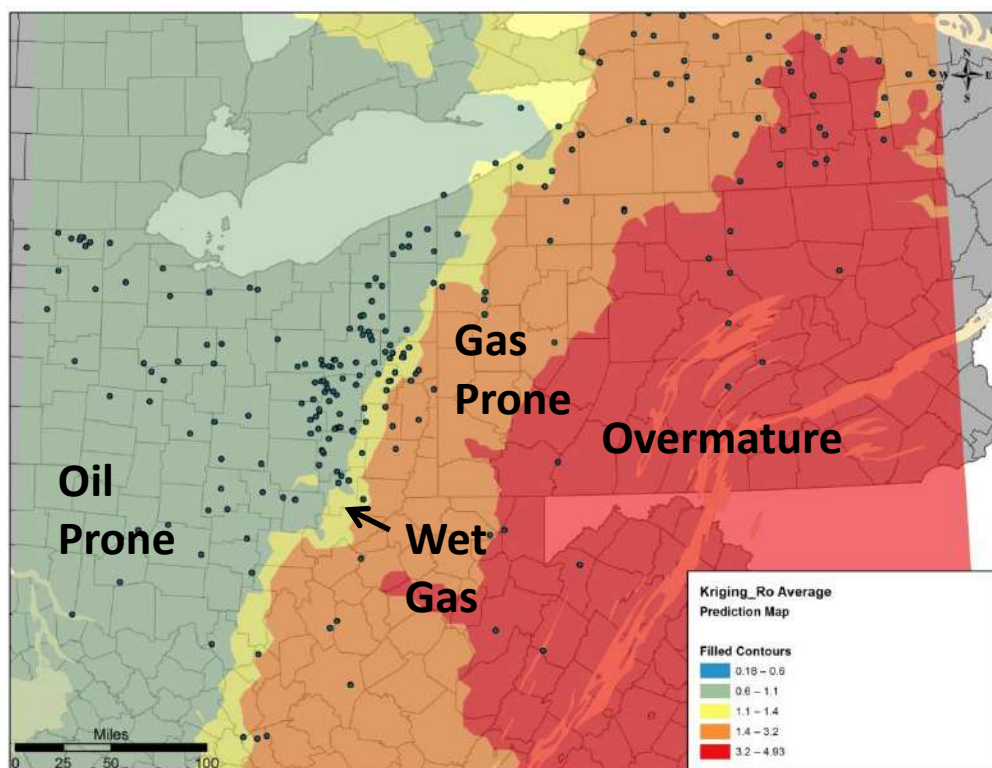 N
W
E
S
Gas
Prone
Overmature
Oil
Prone
Wet
Gas
Kriging_Ro Average
Prediction Map
Filled Contours
0.18 – 0.6
0.6 – 1.1
1.1 – 1.4
1.4 – 3.2
3.2 – 4.93
Miles
0 25 50 100